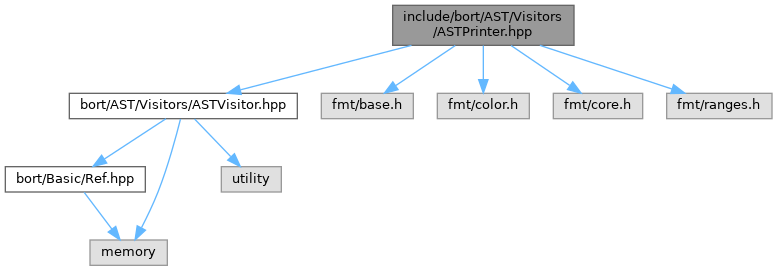 include/bort/AST/Visitors
/ASTPrinter.hpp
bort/AST/Visitors/ASTVisitor.hpp
fmt/base.h
fmt/color.h
fmt/core.h
fmt/ranges.h
bort/Basic/Ref.hpp
utility
memory